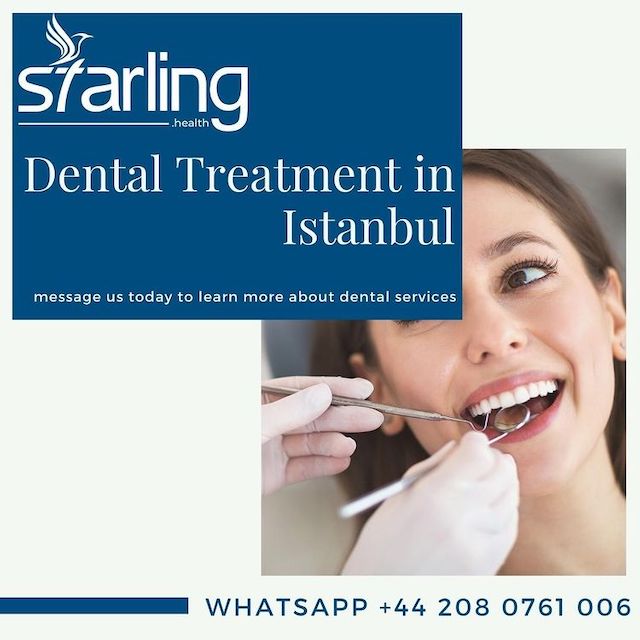 starling
.health
Dental Treatment in
Istanbul
message us today to learn more about dental services
WHATSAPP +44 208 0761 006